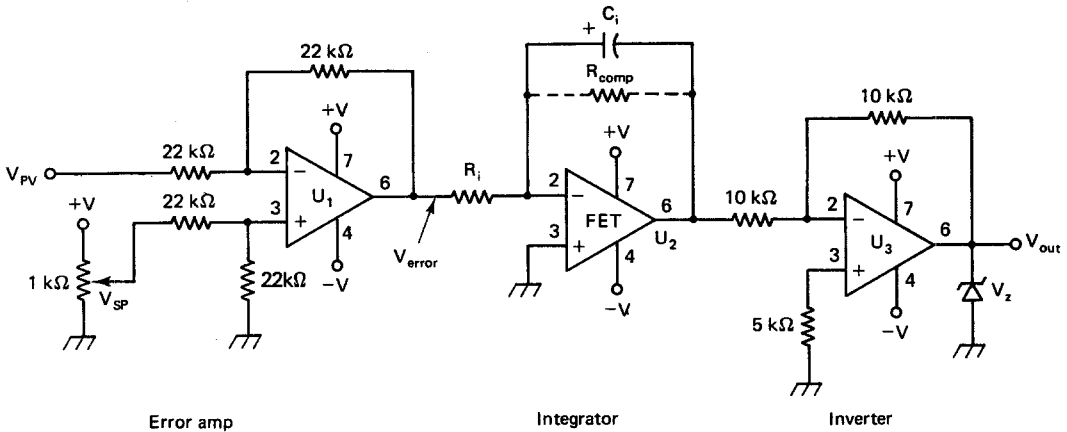 C_i
+
22 kΩ
R_comp
10 kΩ
+V
+V
+V
V_PV
22 kΩ
2
−
7
6
U_1
R_i
2
−
7
6
FET
U_2
10 kΩ
2
−
7
6
U_3
V_out
+V
22 kΩ
3
+
4
−V
V_error
3
+
4
−V
3
+
4
−V
1 kΩ
V_SP
22kΩ
5 kΩ
V_z
Error amp
Integrator
Inverter